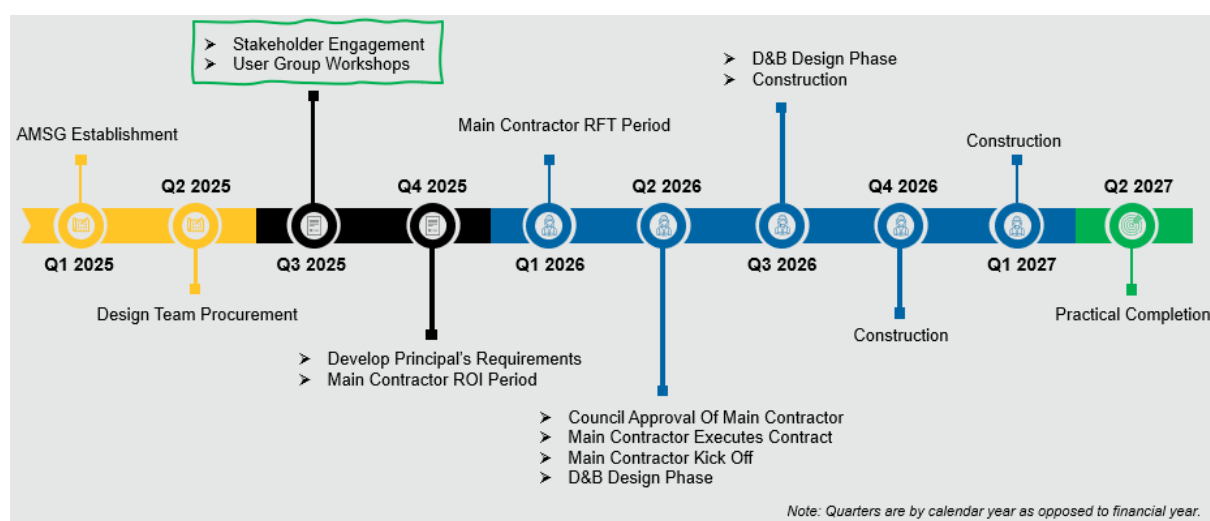 ➤ Stakeholder Engagement
➤ User Group Workshops
➤ D&B Design Phase
➤ Construction
AMSG Establishment
Main Contractor RFT Period
Construction
Q2 2025
Q4 2025
Q2 2026
Q4 2026
Q2 2027
Q1 2025
Q3 2025
Q1 2026
Q3 2026
Q1 2027
Design Team Procurement
Practical Completion
Construction
➤ Develop Principal's Requirements
➤ Main Contractor ROI Period
➤ Council Approval Of Main Contractor
➤ Main Contractor Executes Contract
➤ Main Contractor Kick Off
➤ D&B Design Phase
Note: Quarters are by calendar year as opposed to financial year.